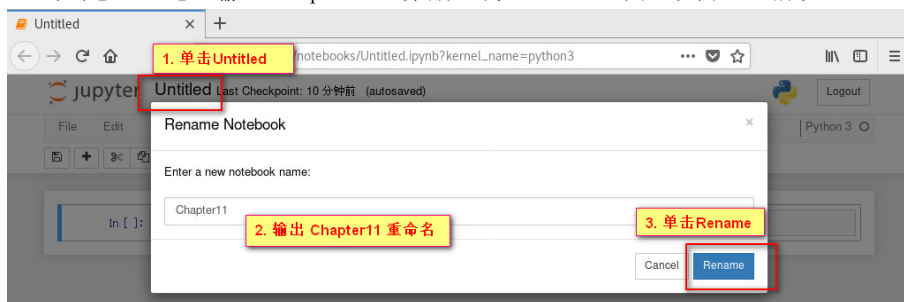 Untitled
1. 单击Untitled
notebooks/Untitled.ipynb?kernel_name=python3
jupyter Untitled Last Checkpoint: 10 分钟前 (autosaved)
Logout
File Edit
Python 3
Rename Notebook
Enter a new notebook name:
Chapter11
In [ ]:
2. 输出 Chapter11 重命名
3. 单击Rename
Cancel Rename